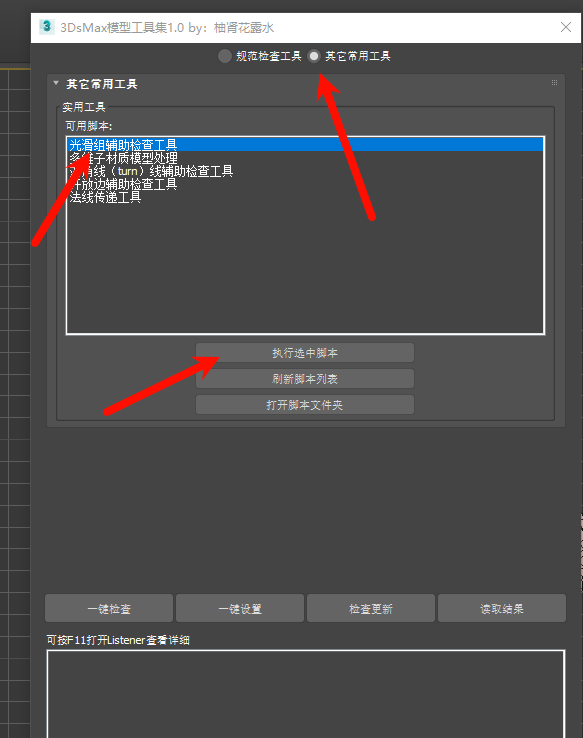 3DsMax模型工具集1.0 by：柚肾花露水
规范检查工具 其它常用工具
其它常用工具
实用工具
可用脚本:
光滑组辅助检查工具
子材质模型处理
线（turn）线辅助检查工具
放边辅助检查工具
法线传递工具
执行选中脚本
刷新脚本列表
打开脚本文件夹
一键检查 一键设置 检查更新 读取结果
可按F11打开Listener查看详细